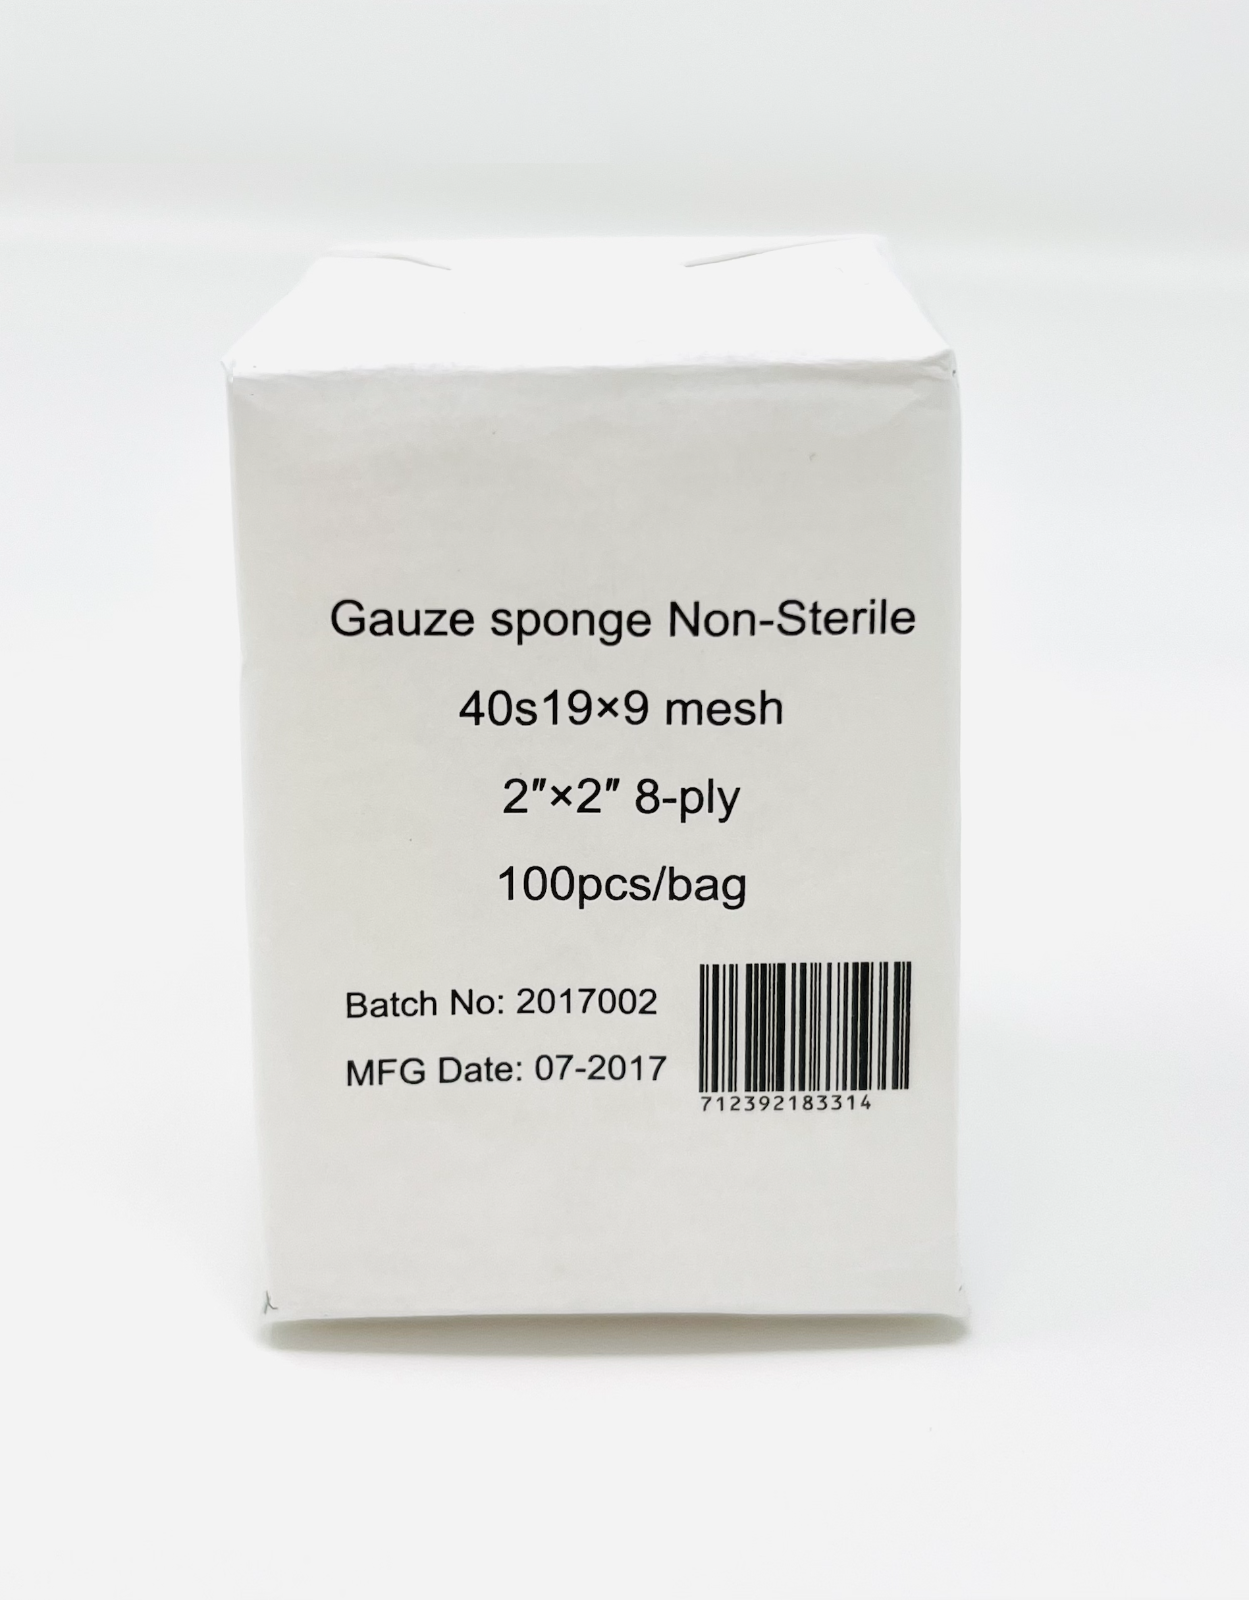 Gauze sponge Non-Sterile
40s19×9 mesh
2"×2" 8-ply
100pcs/bag
Batch No: 2017002
MFG Date: 07-2017
712392183314